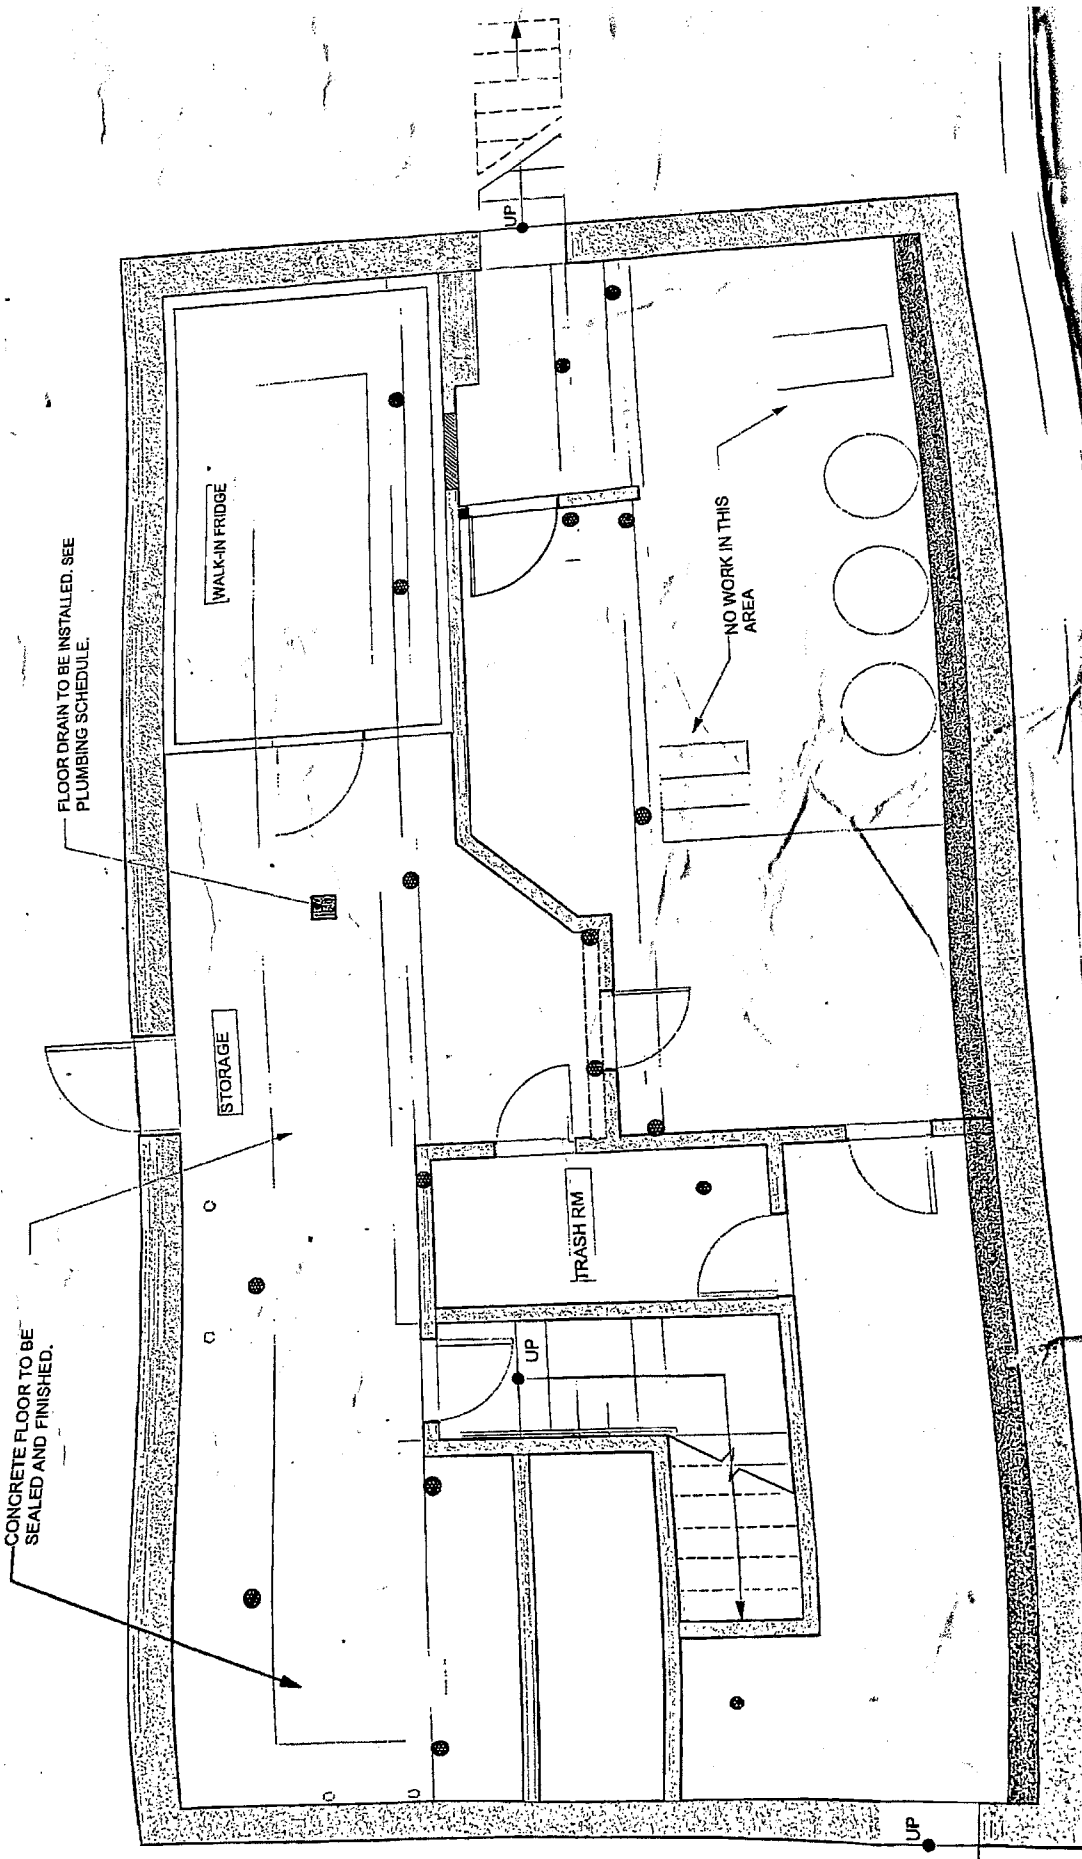 CONCRETE FLOOR TO BE
SEALED AND FINISHED.
FLOOR DRAIN TO BE INSTALLED. SEE
PLUMBING SCHEDULE.
STORAGE
WALK-IN FRIDGE
UP
TRASH RM
UP
NO WORK IN THIS
AREA
UP